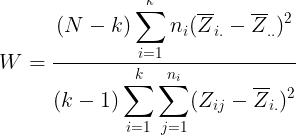 W = \frac{(N-k) \sum_{i=1}^{k} n_i (\overline{Z}_{i.} - \overline{Z}_{..})^2}{(k-1) \sum_{i=1}^{k} \sum_{j=1}^{n_i} (Z_{ij} - \overline{Z}_{i.})^2}